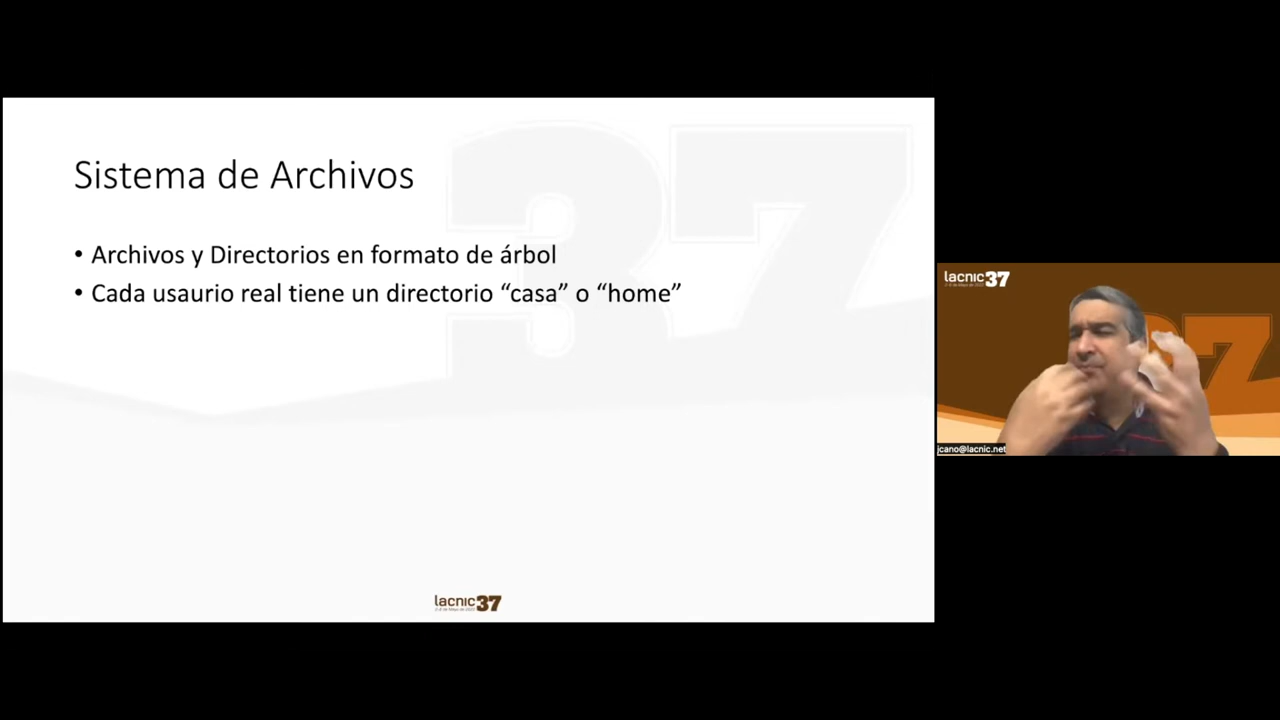 Sistema de Archivos
• Archivos y Directorios en formato de árbol
• Cada usaurio real tiene un directorio “casa” o “home”
lacnic37
lacnic37
jcano@lacnic.net